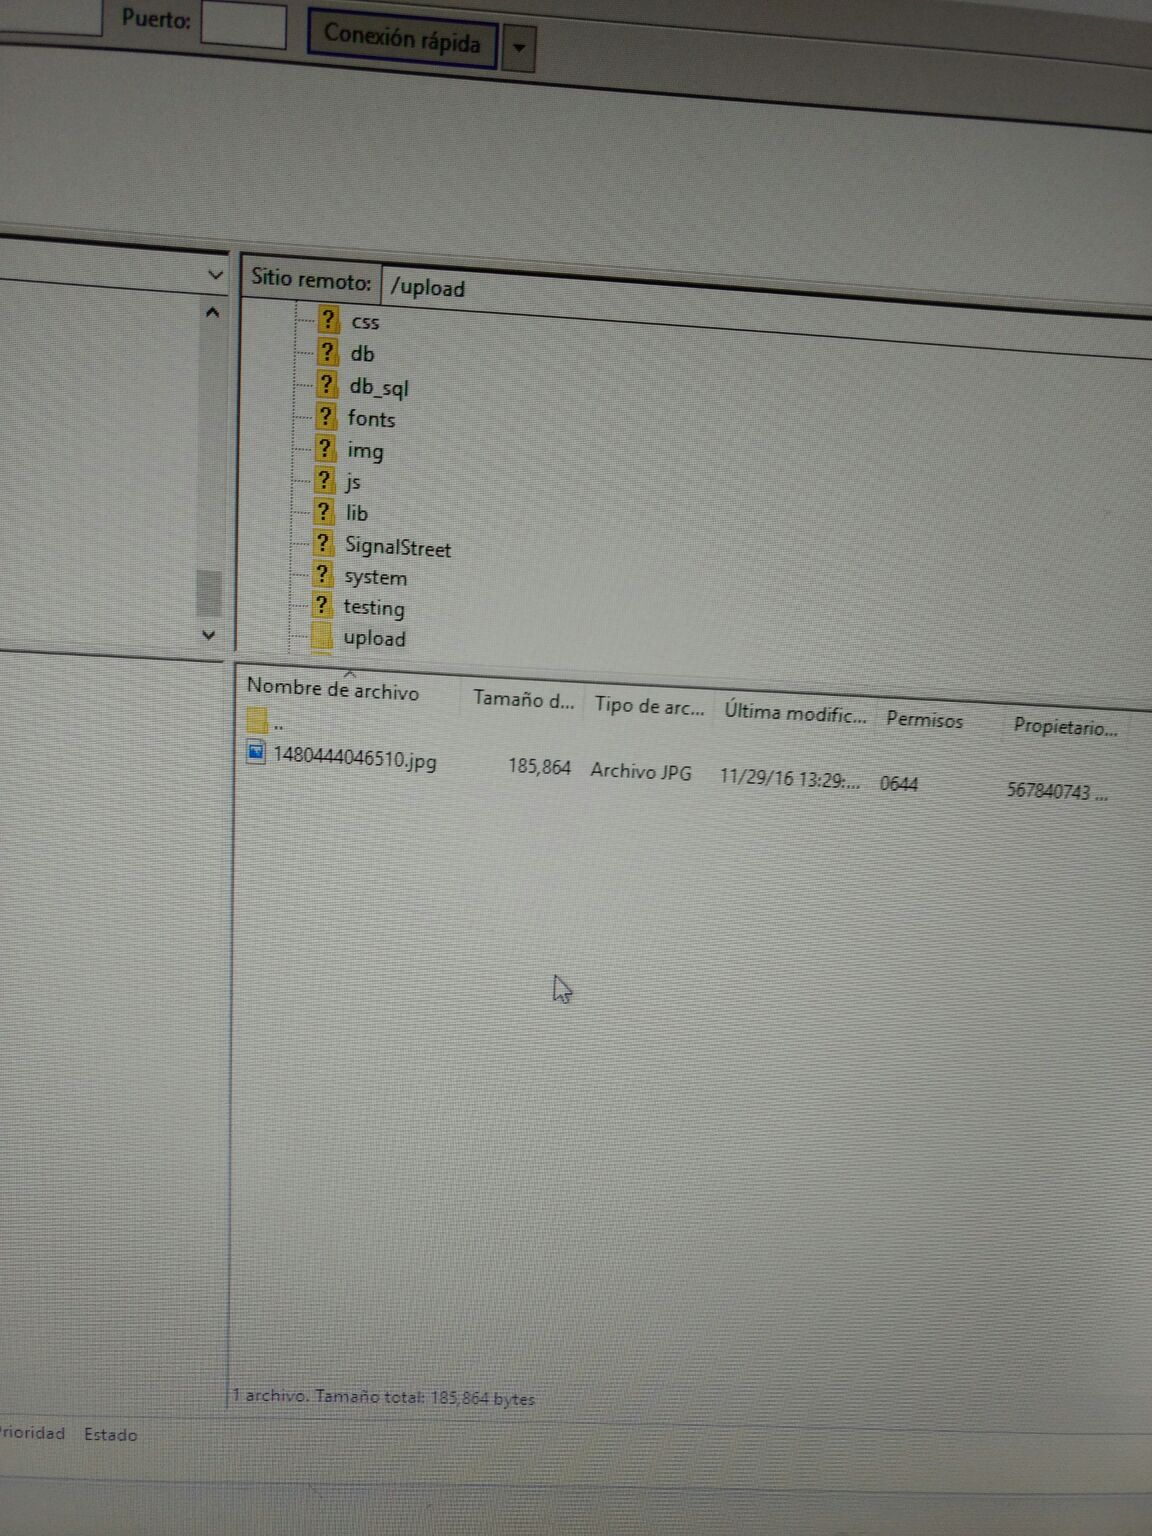 Puerto:
Conexión rápida
Sitio remoto: /upload
css
db
db_sql
fonts
img
js
lib
SignalStreet
system
testing
upload
Nombre de archivo Tamaño d... Tipo de arc... Última modific... Permisos Propietario...
..
1480444046510.jpg 185,864 Archivo JPG 11/29/16 13:29:... 0644 567840743 ...
1 archivo. Tamaño total: 185,864 bytes
rioridad Estado